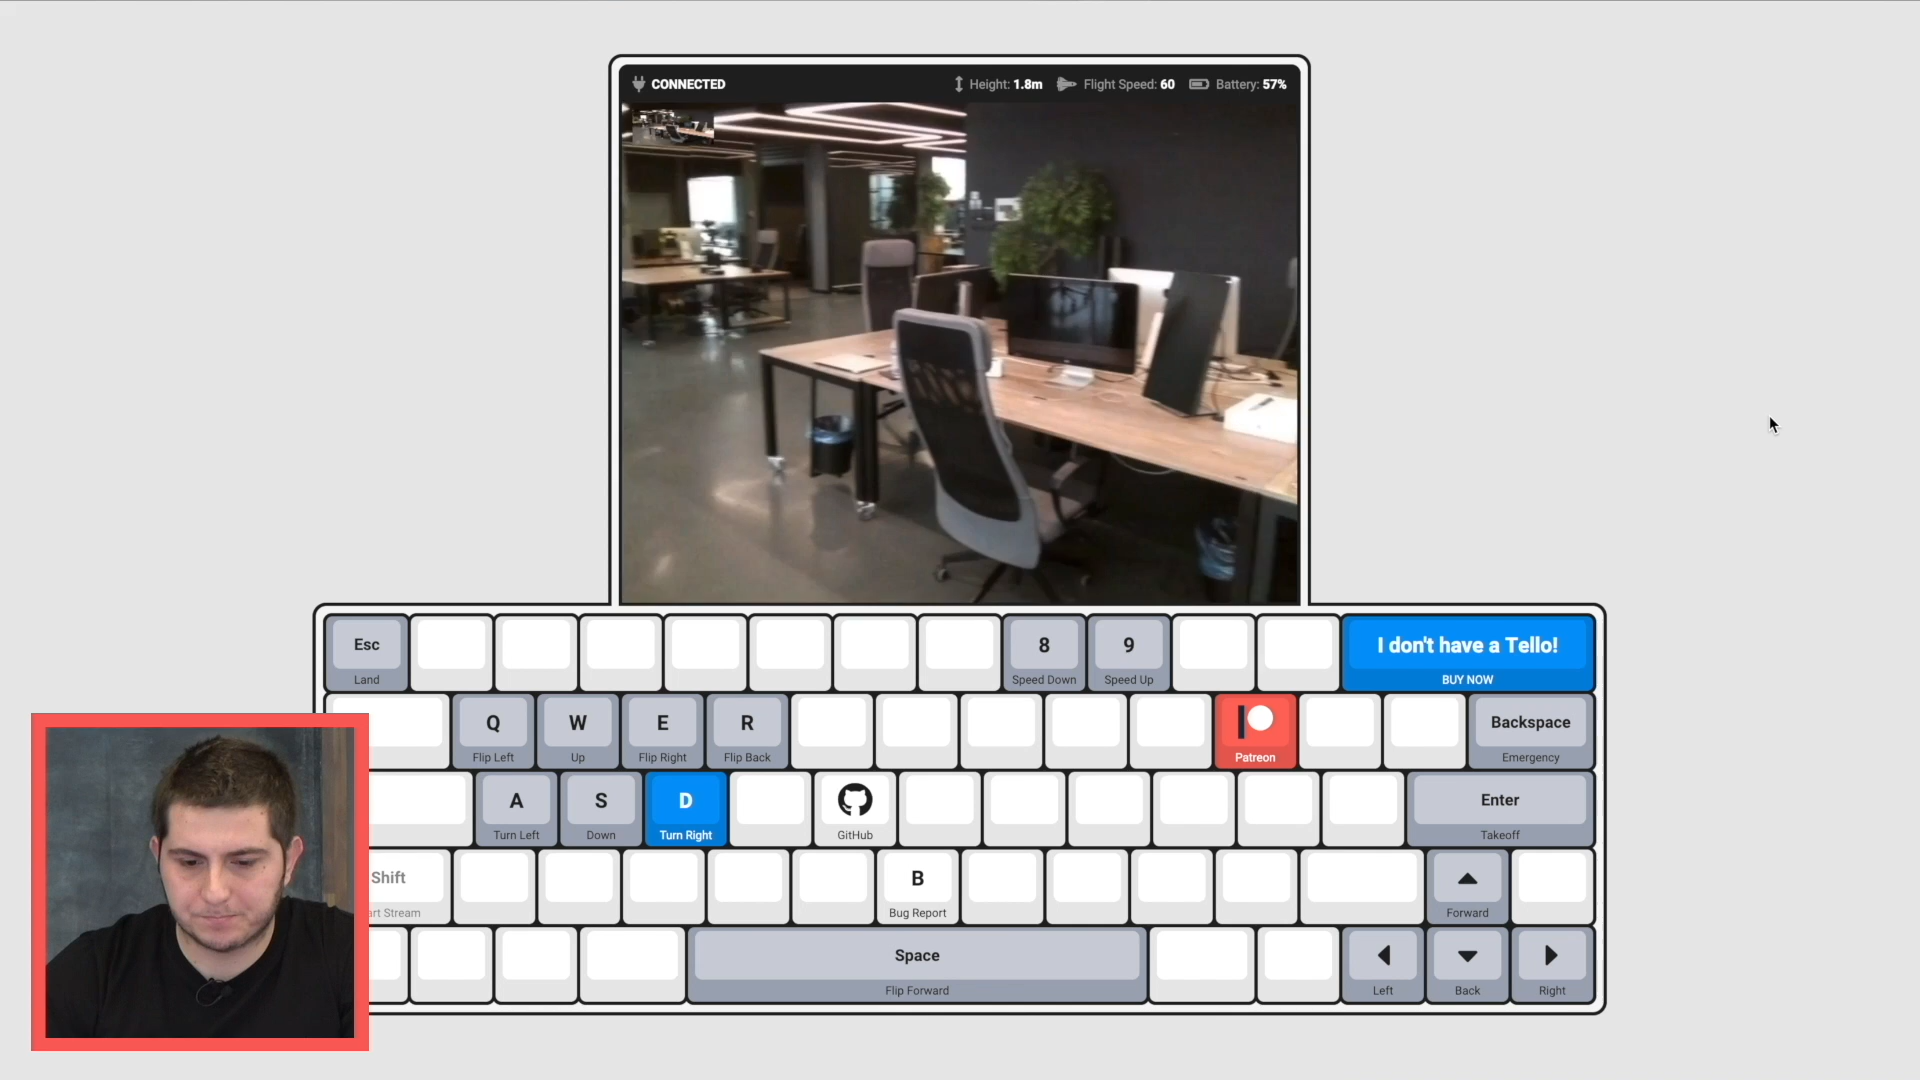 CONNECTED
Height: 1.8m
Flight Speed: 60
Battery: 57%
Esc
Land
8
Speed Down
9
Speed Up
I don't have a Tello!
BUY NOW
Q
Flip Left
W
Up
E
Flip Right
R
Flip Back
Patreon
Backspace
Emergency
A
Turn Left
S
Down
D
Turn Right
GitHub
Enter
Takeoff
Shift
art Stream
B
Bug Report
Forward
Space
Flip Forward
Left
Back
Right